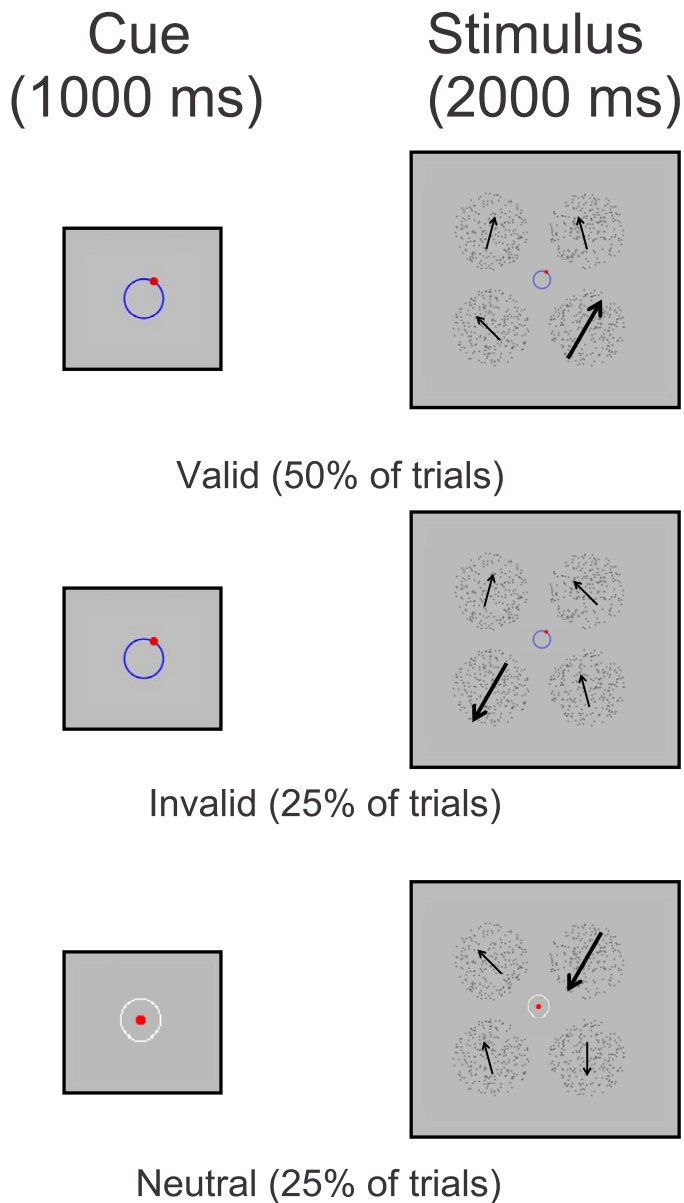 Cue
(1000 ms)
Stimulus
(2000 ms)
Valid (50% of trials)
Invalid (25% of trials)
Neutral (25% of trials)